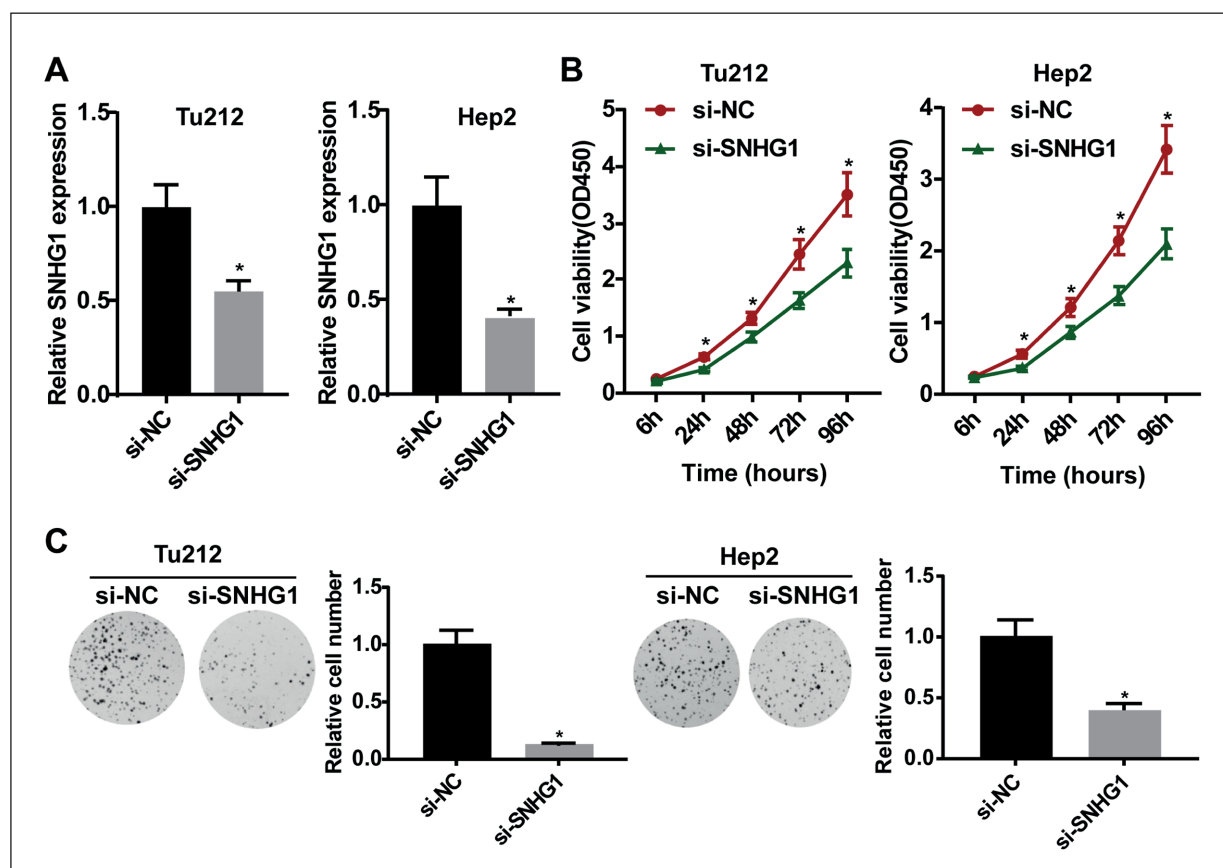 A
Tu212
Relative SNHG1 expression
1.5
1.0
0.5
0.0
*
si-NC
si-SNHG1
Hep2
Relative SNHG1 expression
1.5
1.0
0.5
0.0
*
si-NC
si-SNHG1
B
Tu212
si-NC
si-SNHG1
Cell viability(OD450)
5
4
3
2
1
0
* * * *
6h 24h 48h 72h 96h
Time (hours)
Hep2
si-NC
si-SNHG1
Cell viability(OD450)
4
3
2
1
0
* * * *
6h 24h 48h 72h 96h
Time (hours)
C
Tu212
si-NC si-SNHG1
Relative cell number
1.5
1.0
0.5
0.0
*
si-NC
si-SNHG1
Hep2
si-NC si-SNHG1
Relative cell number
1.5
1.0
0.5
0.0
*
si-NC
si-SNHG1